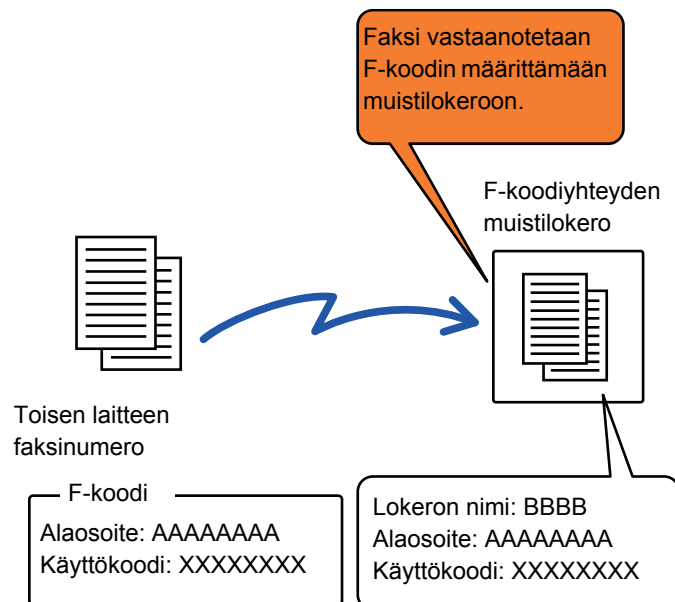 Faksi vastaanotetaan
F-koodin määrittämään
muistilokeroon.
F-koodiyhteyden
muistilokero
Toisen laitteen
faksinumero
F-koodi
Alaosoite: AAAAAAAA
Käyttökoodi: XXXXXXXX
Lokeron nimi: BBBB
Alaosoite: AAAAAAAA
Käyttökoodi: XXXXXXXX